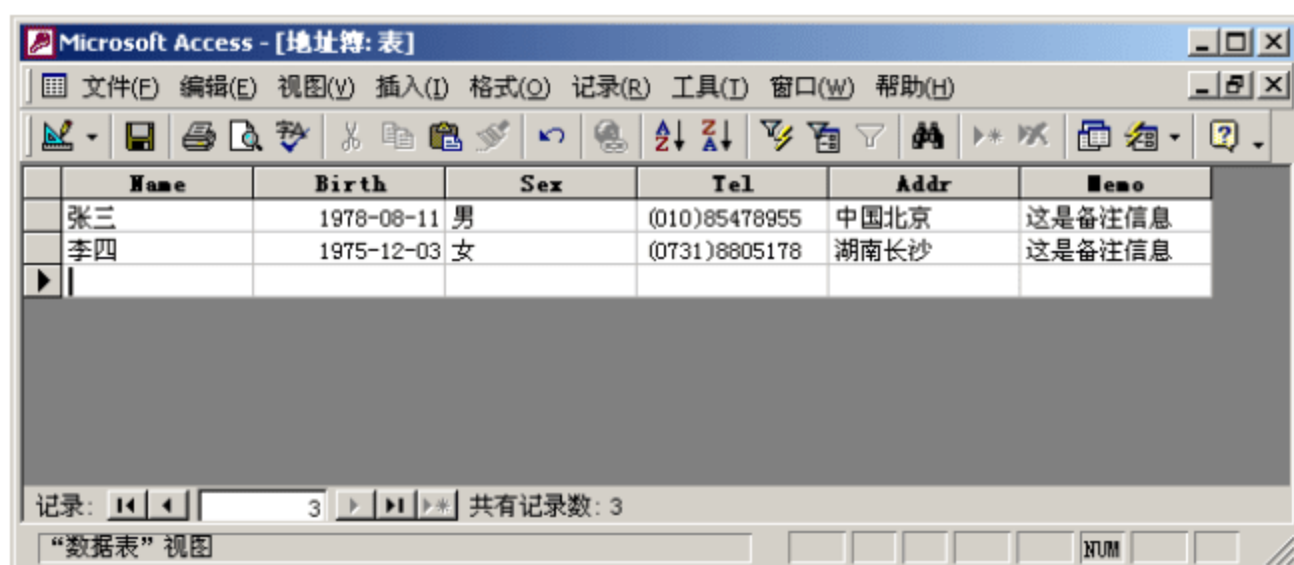 Microsoft Access - [地址簿: 表]
文件(F) 编辑(E) 视图(V) 插入(I) 格式(O) 记录(R) 工具(T) 窗口(W) 帮助(H)
Name Birth Sex Tel Addr Memo
张三 1978-08-11 男 (010)85478955 中国北京 这是备注信息
李四 1975-12-03 女 (0731)8805178 湖南长沙 这是备注信息
记录: 3 共有记录数: 3
“数据表” 视图 NUM